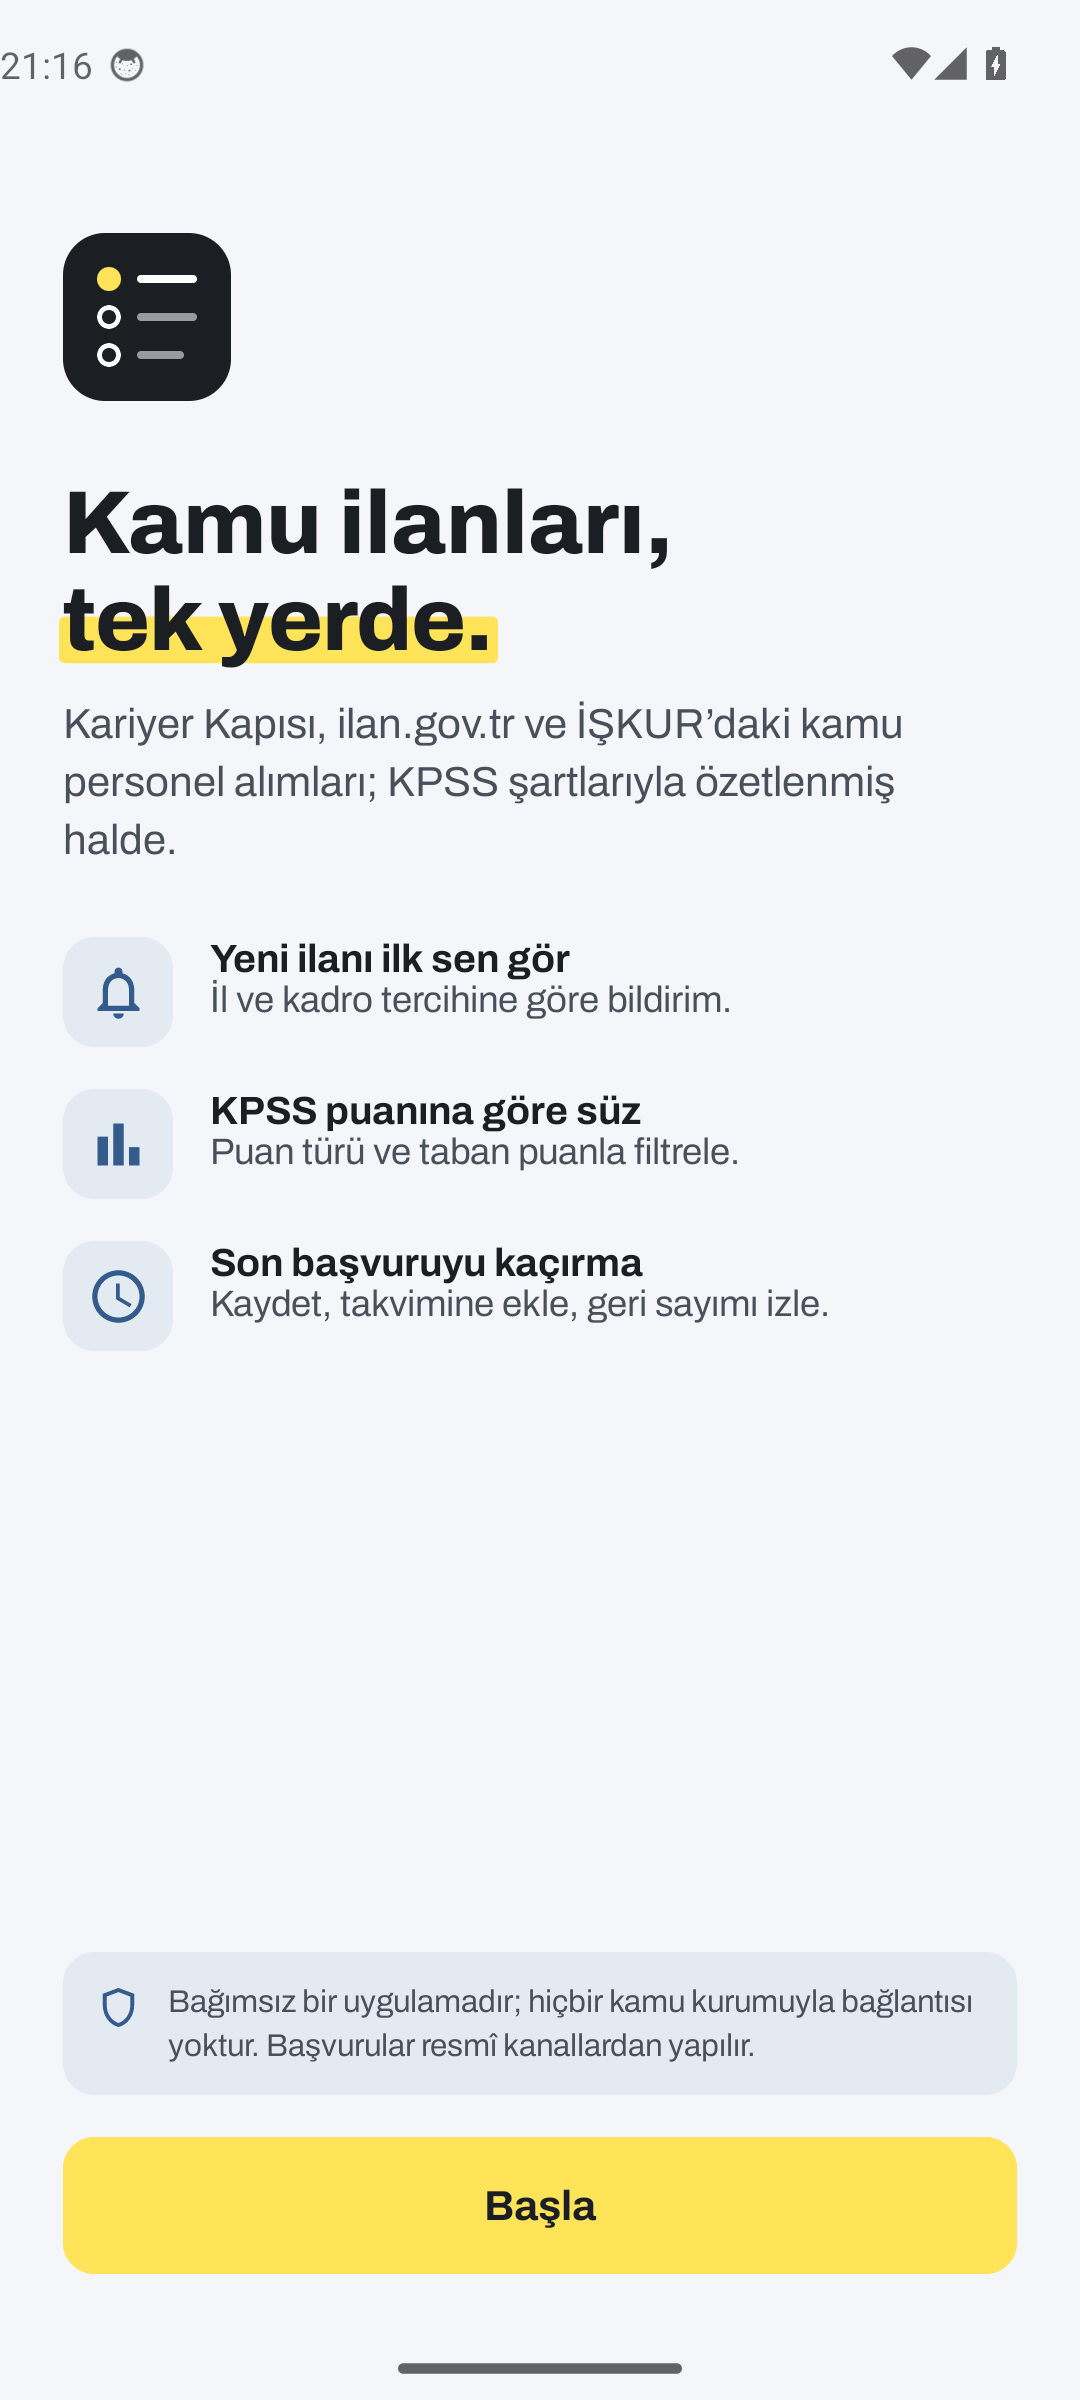 21:16
Kamu ilanları,
tek yerde.
Kariyer Kapısı, ilan.gov.tr ve İŞKUR’daki kamu
personel alımları; KPSS şartlarıyla özetlenmiş
halde.
Yeni ilanı ilk sen gör
İl ve kadro tercihine göre bildirim.
KPSS puanına göre süz
Puan türü ve taban puanla filtrele.
Son başvuruyu kaçırma
Kaydet, takvimine ekle, geri sayımı izle.
Bağımsız bir uygulamadır; hiçbir kamu kurumuyla bağlantısı
yoktur. Başvurular resmî kanallardan yapılır.
Başla